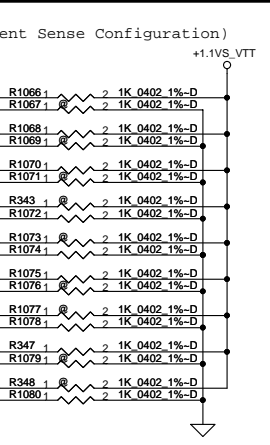 ent Sense Configuration)
+1.1VS_VTT
R1066 1 2 1K_0402_1%~D
R1067 1 @ 2 1K_0402_1%~D
R1068 1 2 1K_0402_1%~D
R1069 1 @ 2 1K_0402_1%~D
R1070 1 2 1K_0402_1%~D
R1071 1 @ 2 1K_0402_1%~D
R343 1 @ 2 1K_0402_1%~D
R1072 1 2 1K_0402_1%~D
R1073 1 @ 2 1K_0402_1%~D
R1074 1 2 1K_0402_1%~D
R1075 1 2 1K_0402_1%~D
R1076 1 @ 2 1K_0402_1%~D
R1077 1 @ 2 1K_0402_1%~D
R1078 1 2 1K_0402_1%~D
R347 1 2 1K_0402_1%~D
R1079 1 @ 2 1K_0402_1%~D
R348 1 @ 2 1K_0402_1%~D
R1080 1 2 1K_0402_1%~D